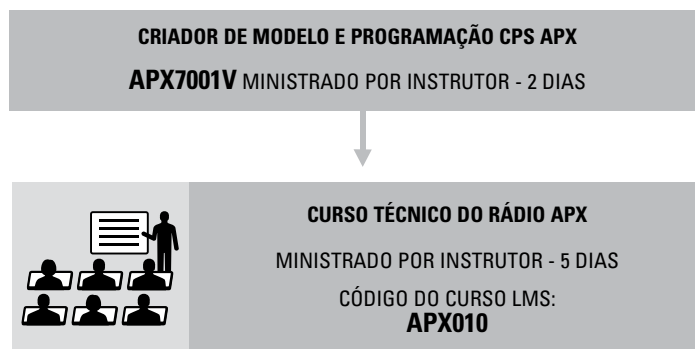 CRIADOR DE MODELO E PROGRAMAÇÃO CPS APX
APX7001V MINISTRADO POR INSTRUTOR - 2 DIAS
CURSO TÉCNICO DO RÁDIO APX
MINISTRADO POR INSTRUTOR - 5 DIAS
CÓDIGO DO CURSO LMS:
APX010